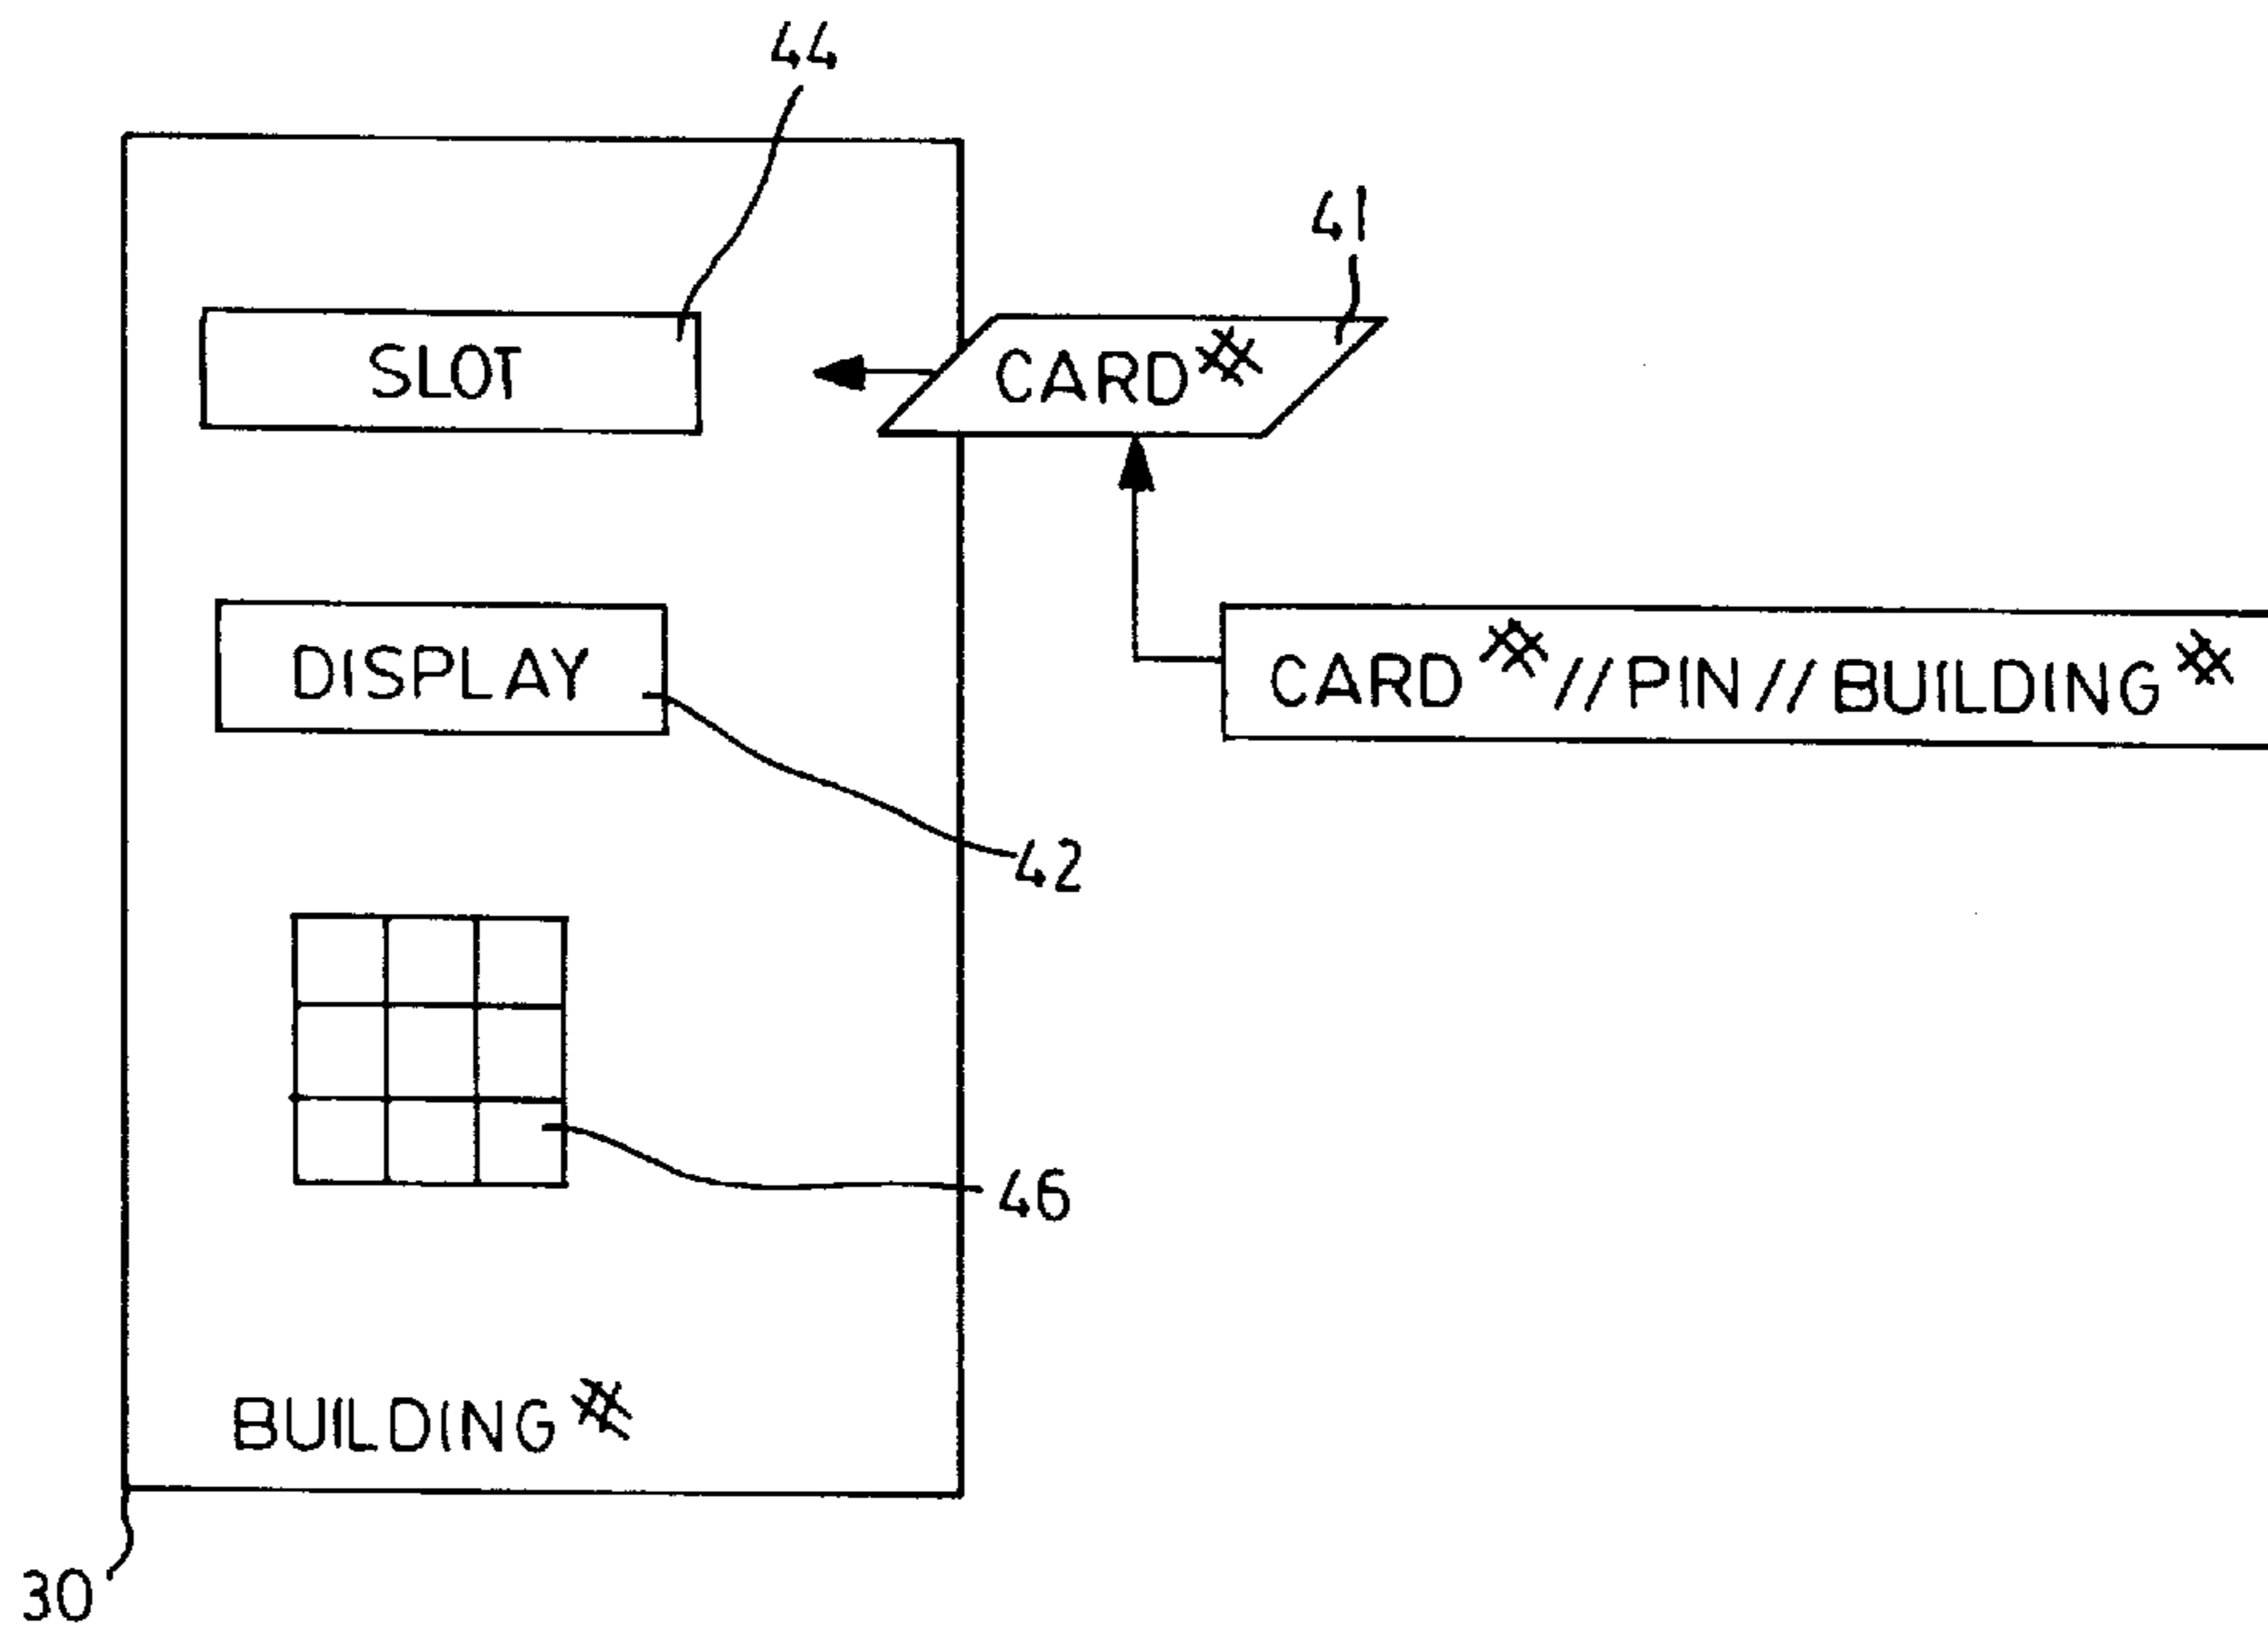 44
41
SLOT
CARD#
DISPLAY
CARD#//PIN//BUILDING#
42
46
BUILDING#
30